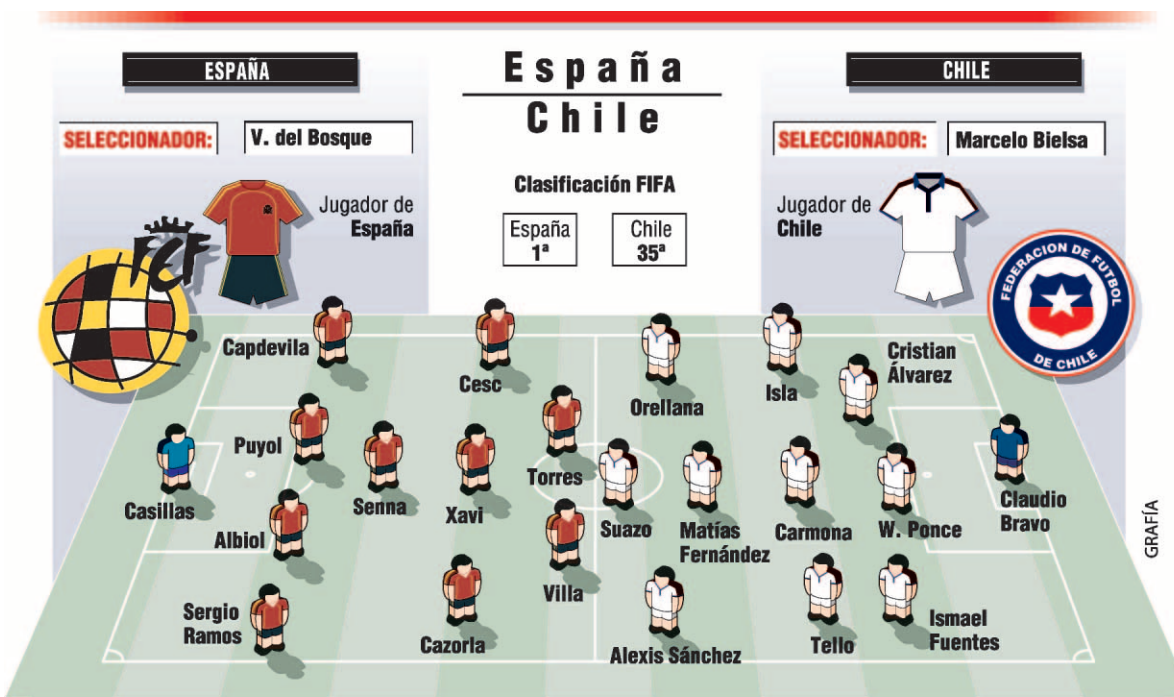 ESPAÑA
España
Chile
CHILE
SELECCIONADOR:
V. del Bosque
SELECCIONADOR:
Marcelo Bielsa
Jugador de
España
Clasificación FIFA
España
1ª
Chile
35ª
Jugador de
Chile
FCF
FEDERACION DE FUTBOL
DE CHILE
Capdevila
Cesc
Orellana
Isla
Cristian
Álvarez
Puyol
Torres
Casillas
Senna
Xavi
Suazo
Matías
Fernández
Carmona
W. Ponce
Claudio
Bravo
Albiol
Villa
Sergio
Ramos
Cazorla
Alexis Sánchez
Tello
Ismael
Fuentes
GRAFÍA